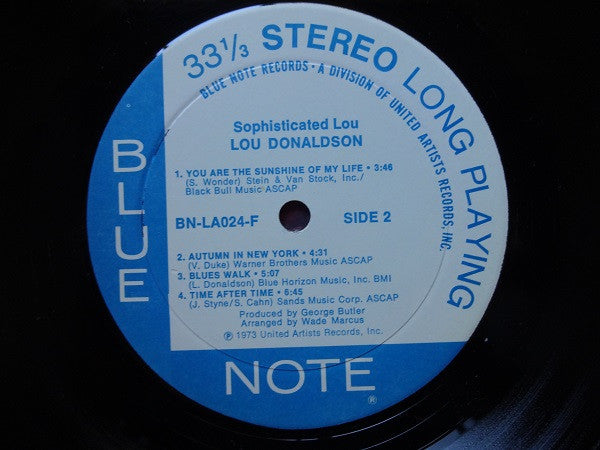 33 1/3 STEREO LONG PLAYING
BLUE NOTE RECORDS • A DIVISION OF UNITED ARTISTS RECORDS, INC.
BLUE
Sophisticated Lou
LOU DONALDSON
1. YOU ARE THE SUNSHINE OF MY LIFE • 3:46
(S. Wonder) Stein & Van Stock, Inc./
Black Bull Music ASCAP
BN-LA024-F SIDE 2
2. AUTUMN IN NEW YORK • 4:31
(V. Duke) Warner Brothers Music ASCAP
3. BLUES WALK • 5:07
(L. Donaldson) Blue Horizon Music, Inc. BMI
4. TIME AFTER TIME • 6:45
(J. Styne/S. Cahn) Sands Music Corp. ASCAP
Produced by George Butler
Arranged by Wade Marcus
℗ 1973 United Artists Records, Inc.
NOTE
®